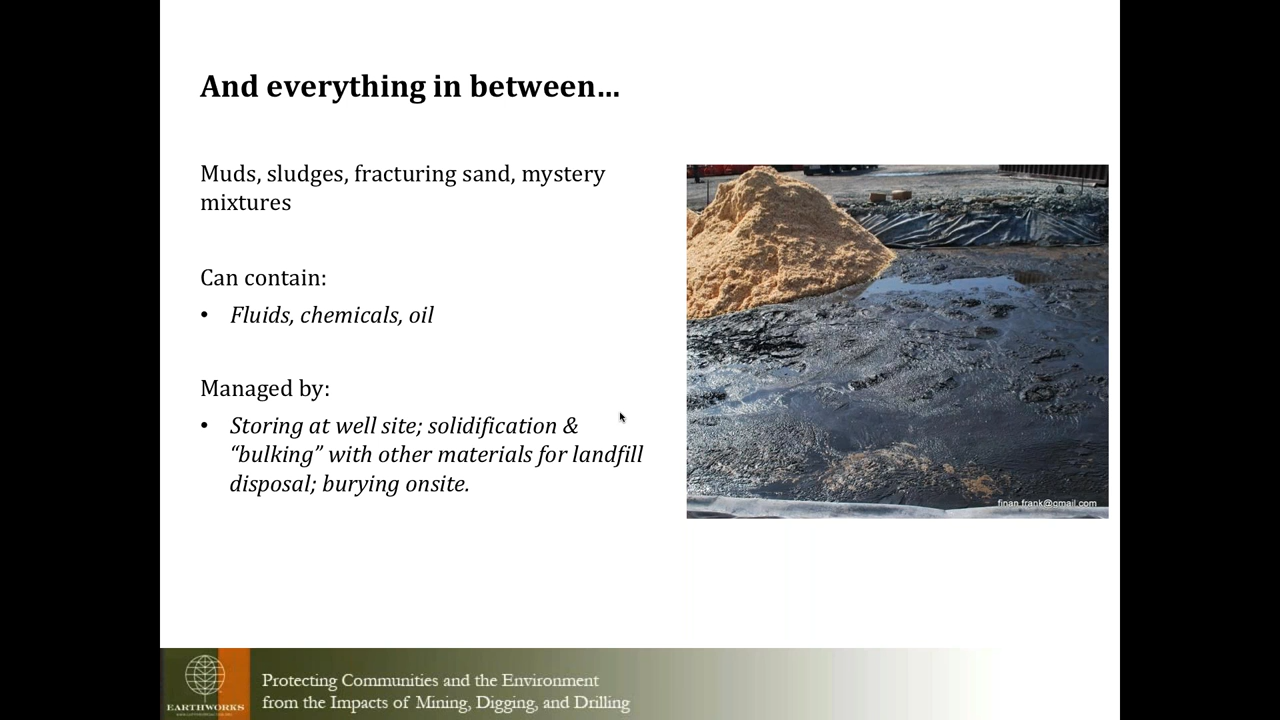 And everything in between...
Muds, sludges, fracturing sand, mystery
mixtures
Can contain:
• Fluids, chemicals, oil
Managed by:
• Storing at well site; solidification &
“bulking” with other materials for landfill
disposal; burying onsite.
finan.frank@gmail.com
EARTHWORKS
Protecting Communities and the Environment
from the Impacts of Mining, Digging, and Drilling